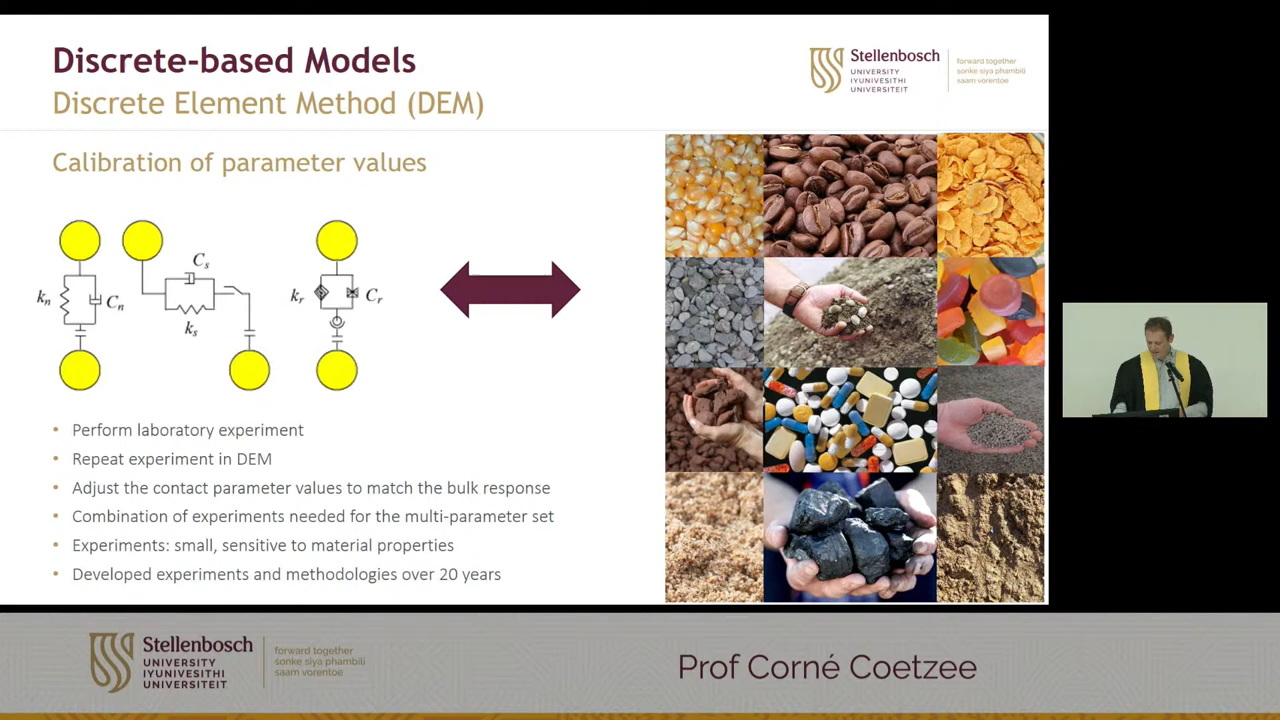 Discrete-based Models
Discrete Element Method (DEM)
Stellenbosch
UNIVERSITY
IYUNIVESITHI
UNIVERSITEIT
forward together
sonke siya phambili
saam vorentoe
Calibration of parameter values
kₙ
Cₙ
Cₛ
kₛ
kᵣ
Cᵣ
• Perform laboratory experiment
• Repeat experiment in DEM
• Adjust the contact parameter values to match the bulk response
• Combination of experiments needed for the multi-parameter set
• Experiments: small, sensitive to material properties
• Developed experiments and methodologies over 20 years
Stellenbosch
UNIVERSITY
IYUNIVESITHI
UNIVERSITEIT
forward together
sonke siya phambili
saam vorentoe
Prof Corné Coetzee